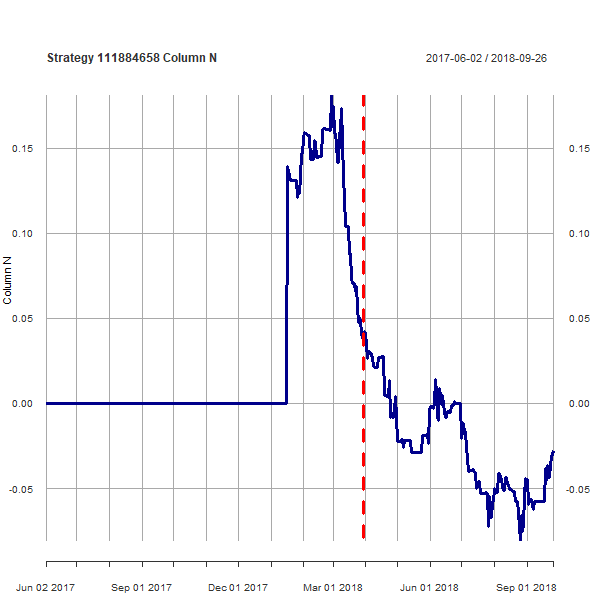 Strategy 111884658 Column N
2017-06-02 / 2018-09-26
0.15
0.15
0.10
0.10
0.05
0.05
Column N
0.00
0.00
-0.05
-0.05
Jun 02 2017
Sep 01 2017
Dec 01 2017
Mar 01 2018
Jun 01 2018
Sep 01 2018